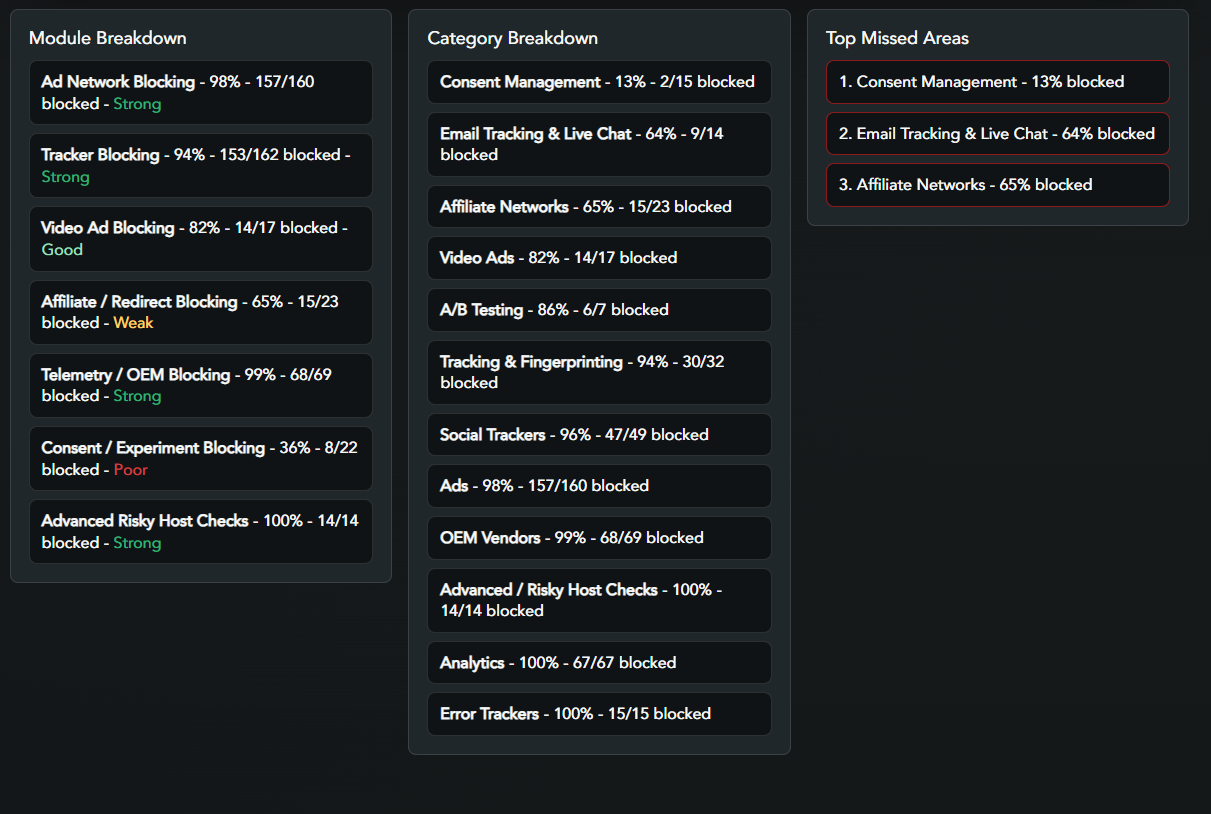 Module Breakdown
Ad Network Blocking - 98% - 157/160
blocked - Strong
Tracker Blocking - 94% - 153/162 blocked -
Strong
Video Ad Blocking - 82% - 14/17 blocked -
Good
Affiliate / Redirect Blocking - 65% - 15/23
blocked - Weak
Telemetry / OEM Blocking - 99% - 68/69
blocked - Strong
Consent / Experiment Blocking - 36% - 8/22
blocked - Poor
Advanced Risky Host Checks - 100% - 14/14
blocked - Strong
Category Breakdown
Consent Management - 13% - 2/15 blocked
Email Tracking & Live Chat - 64% - 9/14
blocked
Affiliate Networks - 65% - 15/23 blocked
Video Ads - 82% - 14/17 blocked
A/B Testing - 86% - 6/7 blocked
Tracking & Fingerprinting - 94% - 30/32
blocked
Social Trackers - 96% - 47/49 blocked
Ads - 98% - 157/160 blocked
OEM Vendors - 99% - 68/69 blocked
Advanced / Risky Host Checks - 100% -
14/14 blocked
Analytics - 100% - 67/67 blocked
Error Trackers - 100% - 15/15 blocked
Top Missed Areas
1. Consent Management - 13% blocked
2. Email Tracking & Live Chat - 64% blocked
3. Affiliate Networks - 65% blocked